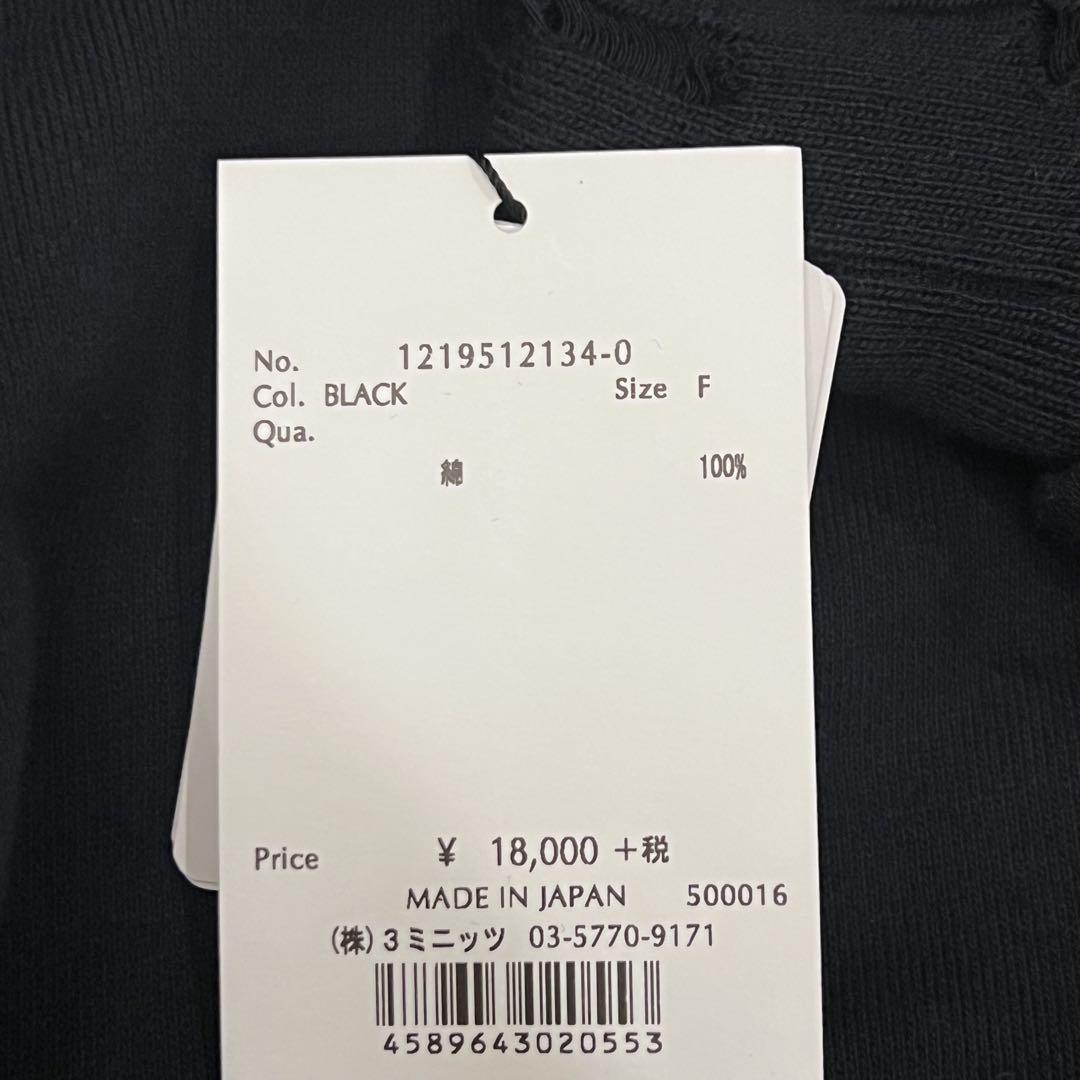 No. 1219512134-0
Col. BLACK Size F
Qua.
綿 100%
Price ¥ 18,000 +税
MADE IN JAPAN 500016
(株)3ミニッツ 03-5770-9171
4589643020553